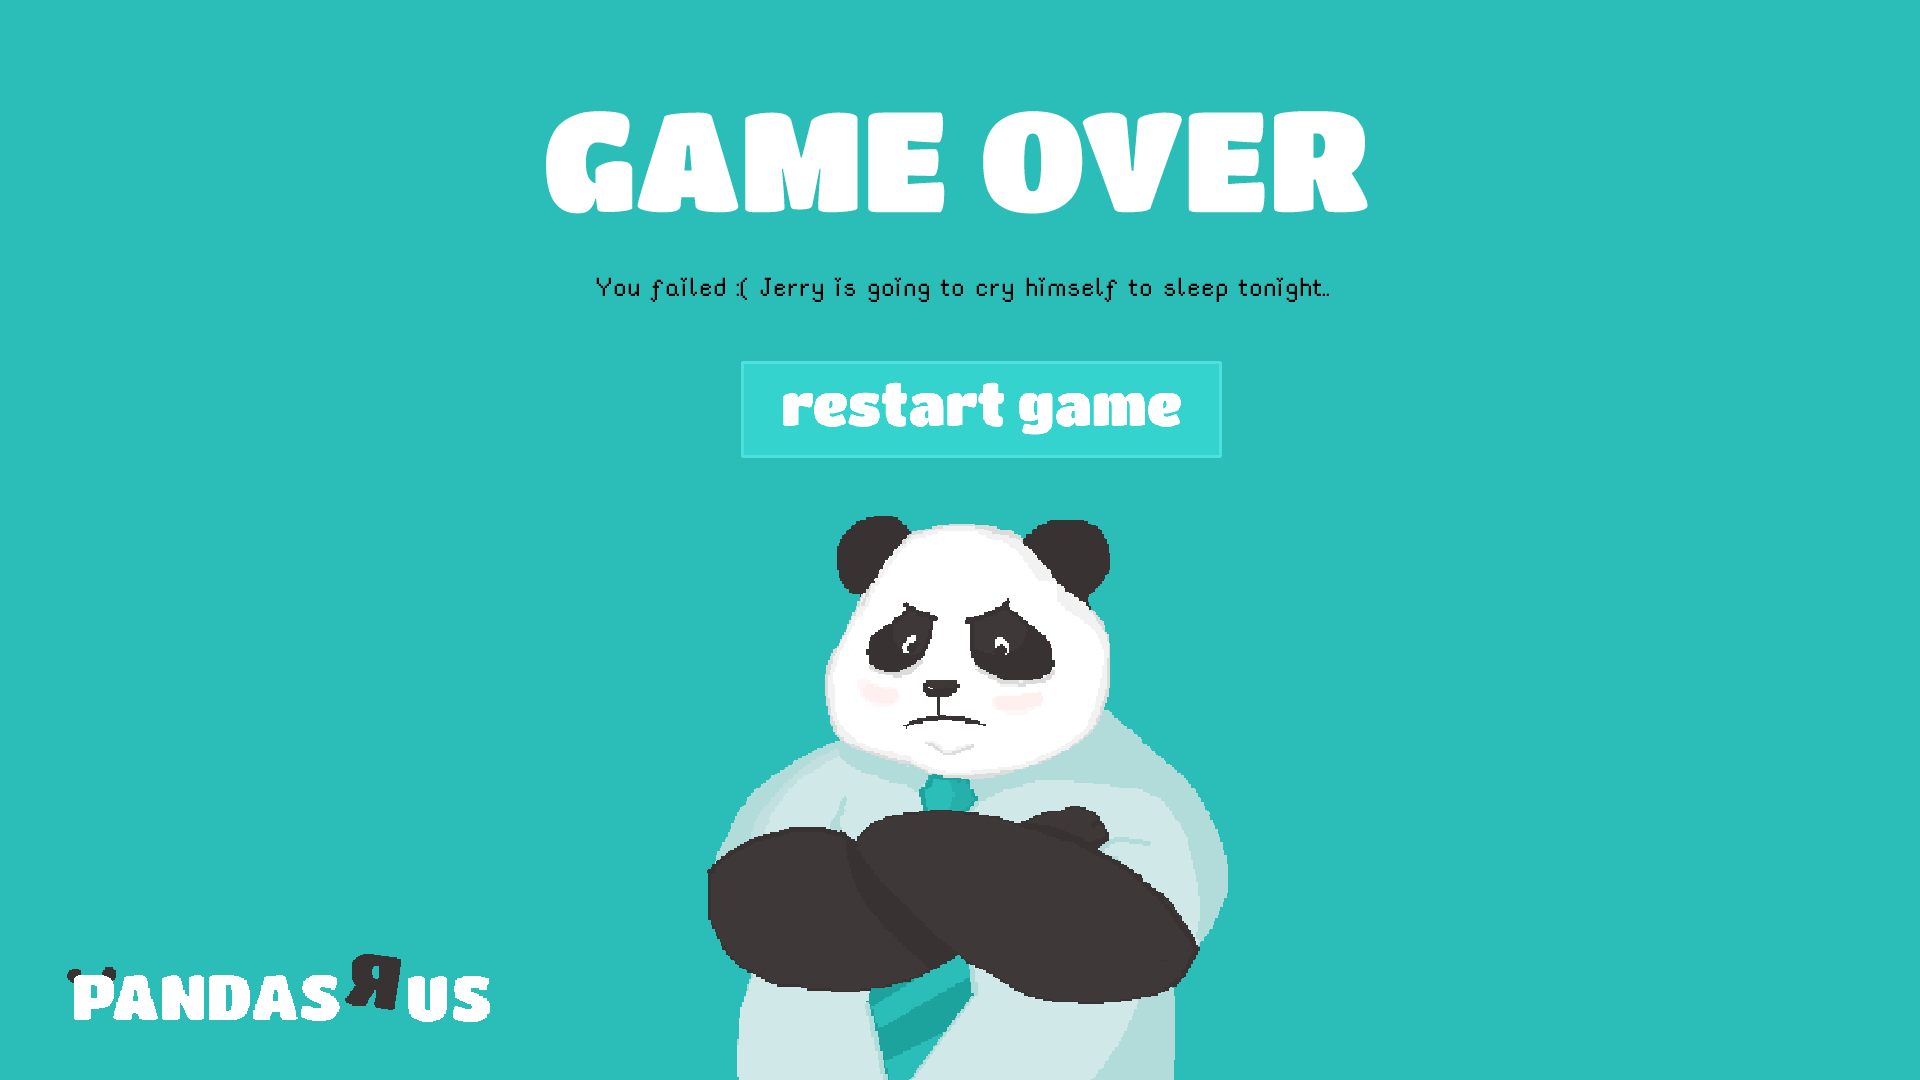 GAME OVER
You failed :( Jerry is going to cry himself to sleep tonight..
restart game
PANDAS Я US